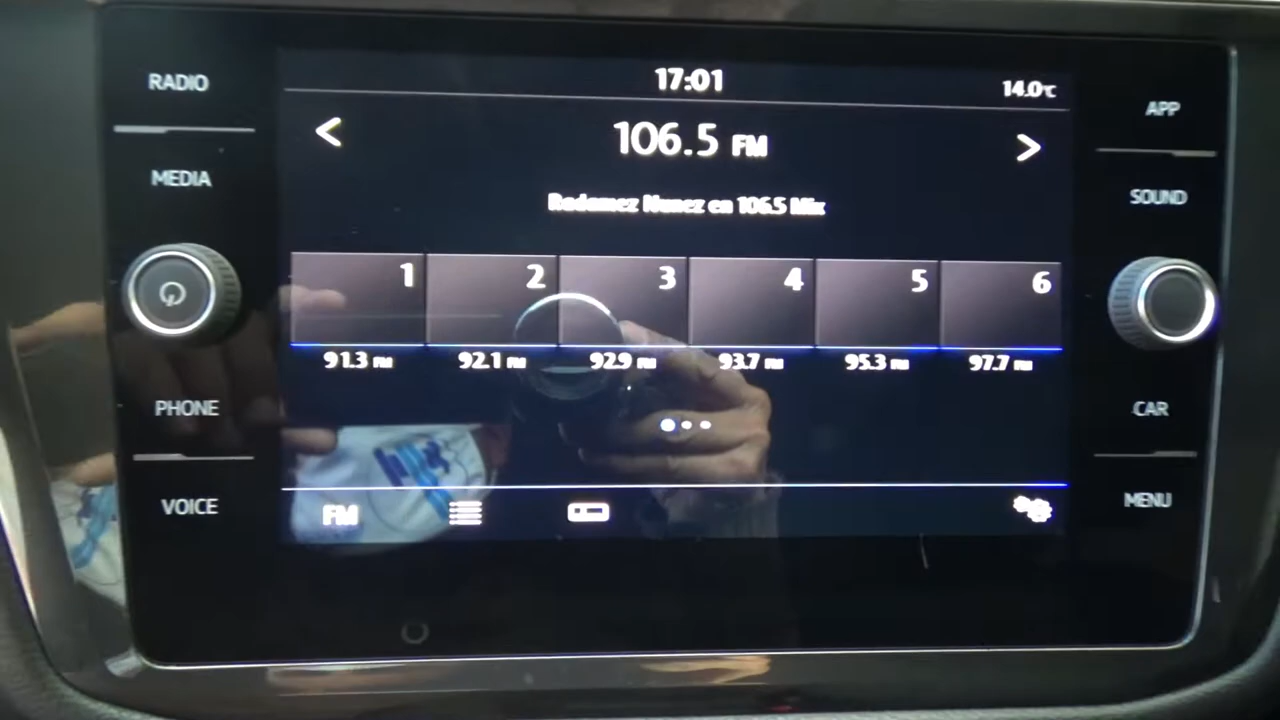 RADIO
MEDIA
PHONE
VOICE
17:01
14.0°C
106.5 FM
Radamez Nunez en 106.5 Mix
1 2 3 4 5 6
91.3 FM 92.1 FM 92.9 FM 93.7 FM 95.3 FM 97.7 FM
FM
APP
SOUND
CAR
MENU